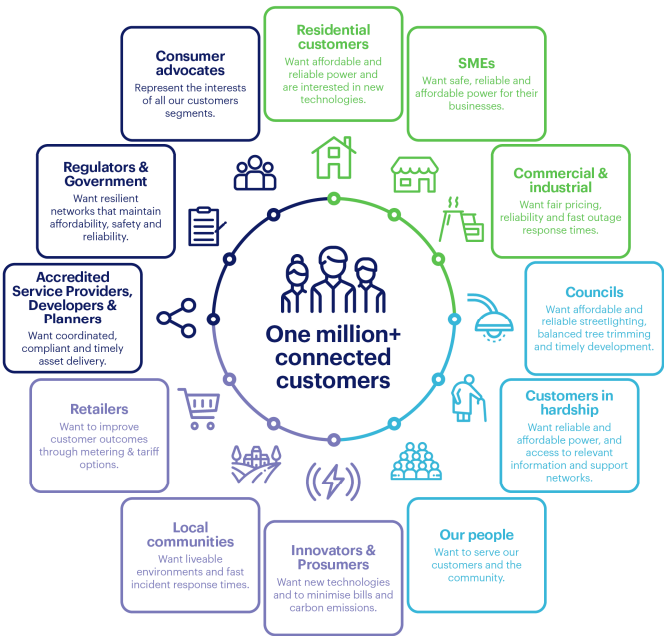 Residential
customers
Want affordable and
reliable power and
are interested in new
technologies.
SMEs
Want safe, reliable and
affordable power for their
businesses.
Commercial &
industrial
Want fair pricing,
reliability and fast outage
response times.
Councils
Want affordable and
reliable streetlighting,
balanced tree trimming
and timely development.
Customers in
hardship
Want reliable and
affordable power, and
access to relevant
information and support
networks.
Our people
Want to serve our
customers and the
community.
Innovators &
Prosumers
Want new technologies
and to minimise bills and
carbon emissions.
Local
communities
Want liveable
environments and fast
incident response times.
Retailers
Want to improve
customer outcomes
through metering & tariff
options.
Accredited
Service Providers,
Developers &
Planners
Want coordinated,
compliant and timely
asset delivery.
Regulators &
Government
Want resilient
networks that maintain
affordability, safety and
reliability.
Consumer
advocates
Represent the interests
of all our customers
segments.
One million+
connected
customers